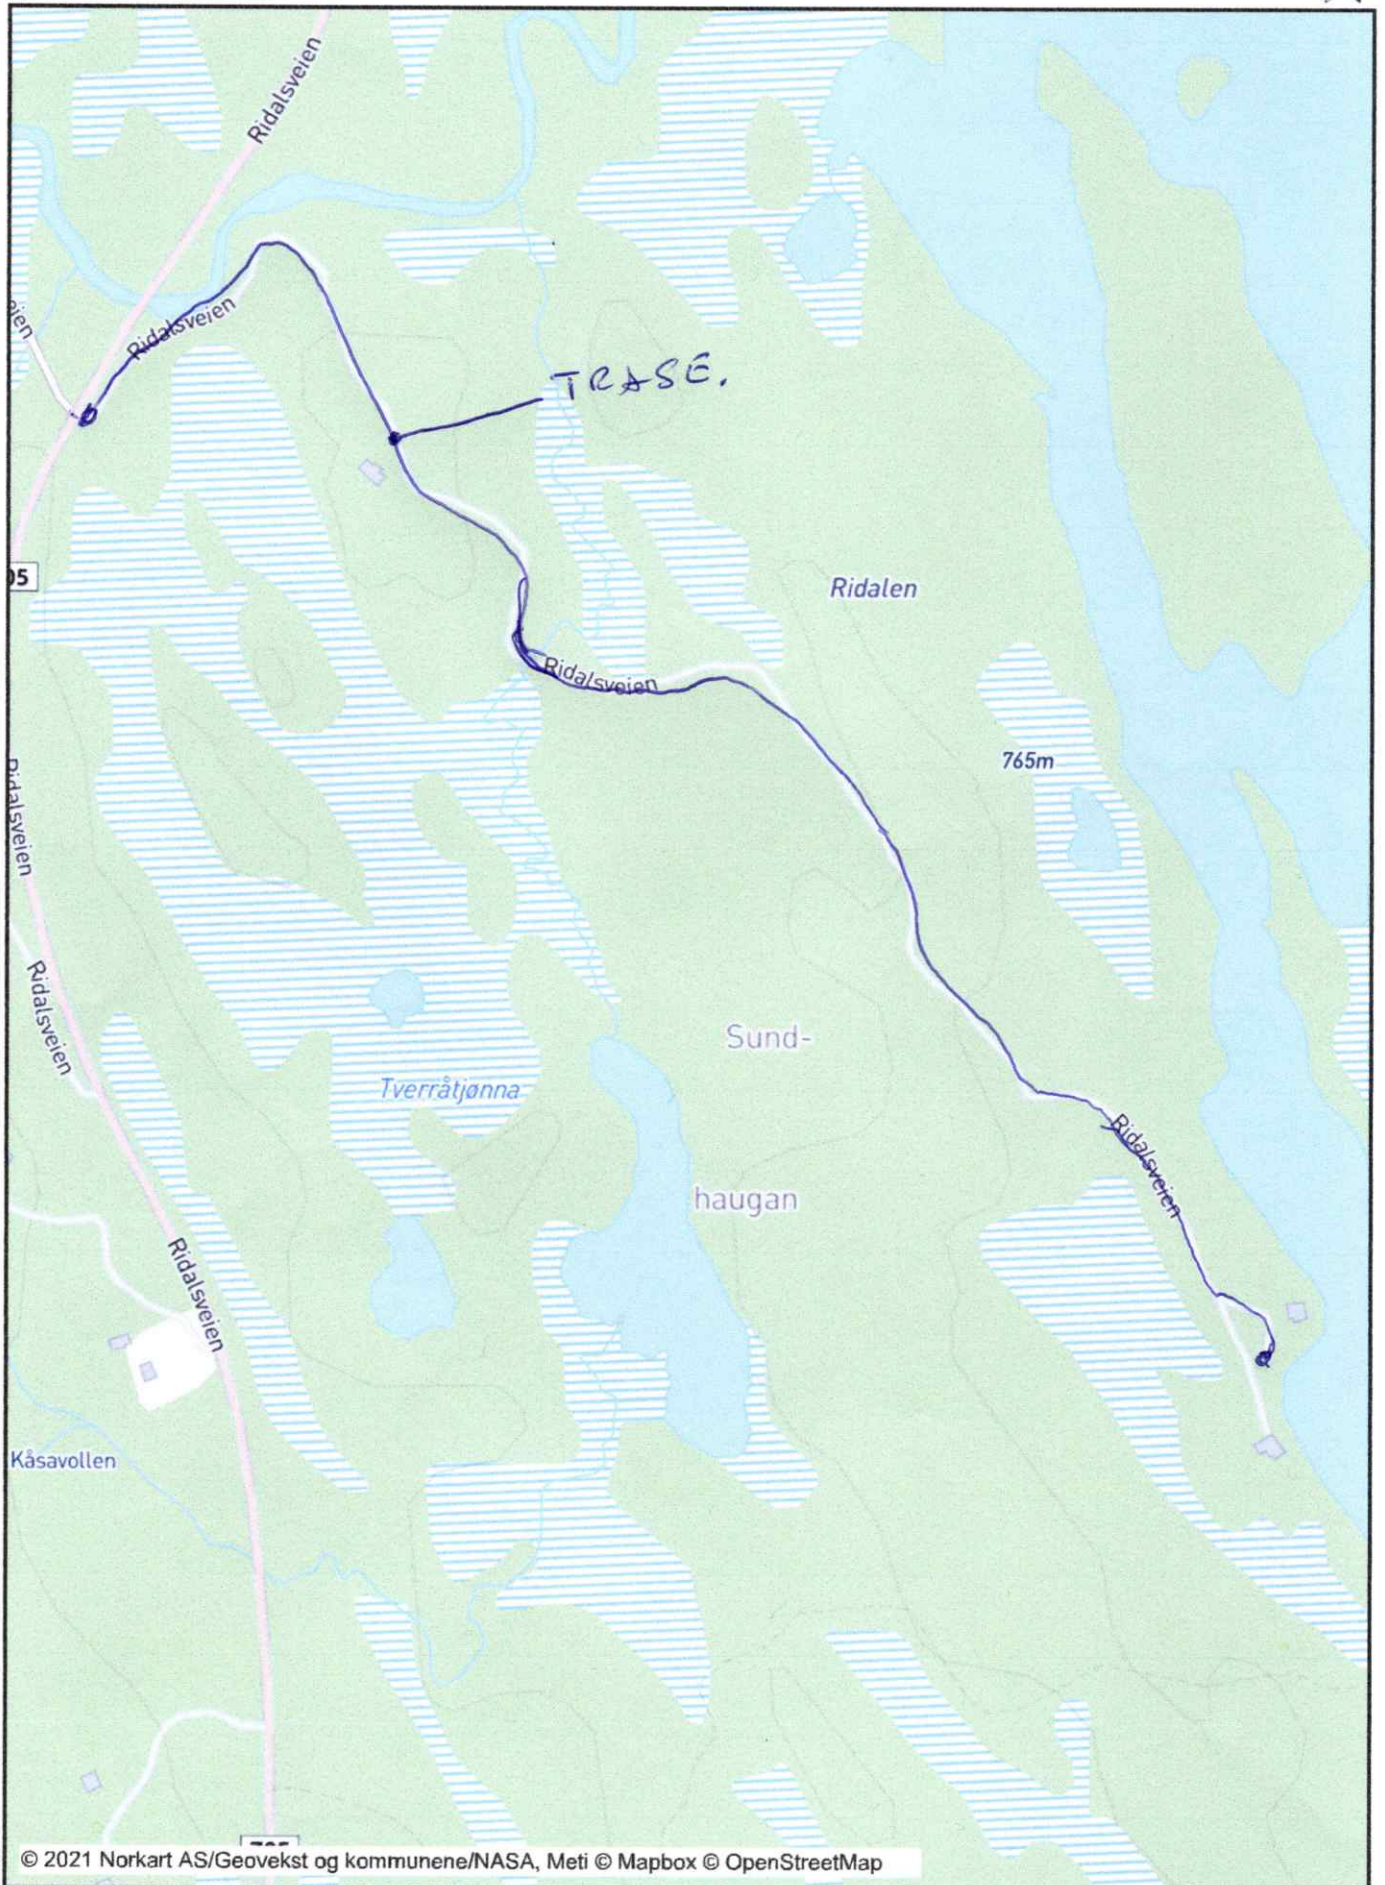 Ridalsveien
Ridalsveien
TRASE.
05
Ridalen
Ridalsveien
765m
Ridalsveien
Ridalsveien
Sund-
Tverråtjønna
Ridalsveien
haugan
Ridalsveien
Kåsavollen
© 2021 Norkart AS/Geovekst og kommunene/NASA, Meti © Mapbox © OpenStreetMap